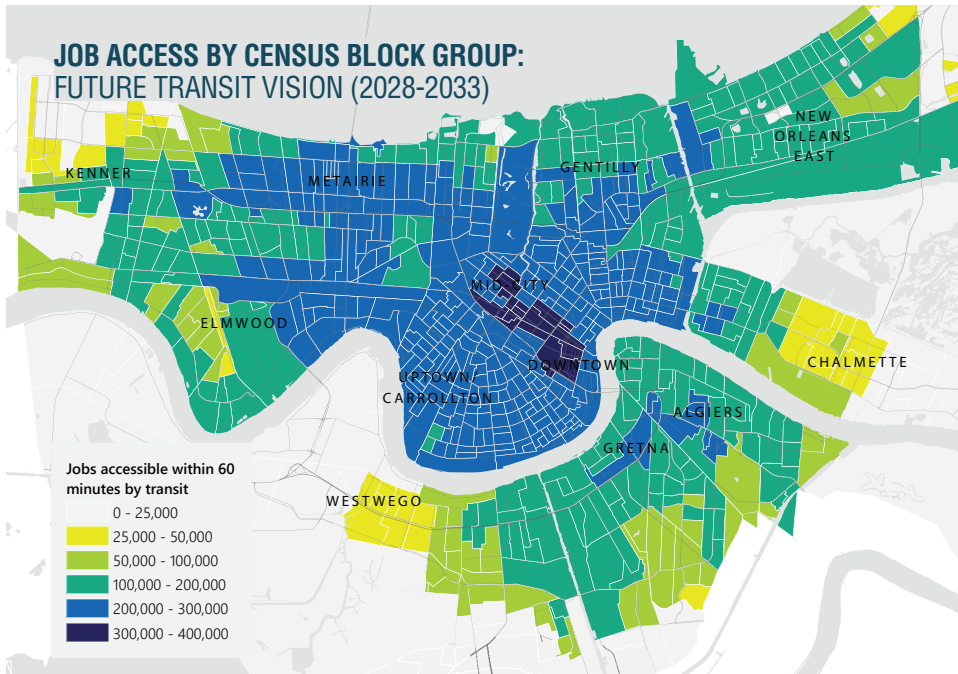 JOB ACCESS BY CENSUS BLOCK GROUP:
FUTURE TRANSIT VISION (2028-2033)
NEW
ORLEANS
EAST
GENTILLY
KENNER
METAIRIE
MID-CITY
ELMWOOD
DOWNTOWN
CHALMETTE
UPTOWN/
CARROLLTON
ALGIERS
GRETNA
WESTWEGO
Jobs accessible within 60
minutes by transit
0 - 25,000
25,000 - 50,000
50,000 - 100,000
100,000 - 200,000
200,000 - 300,000
300,000 - 400,000